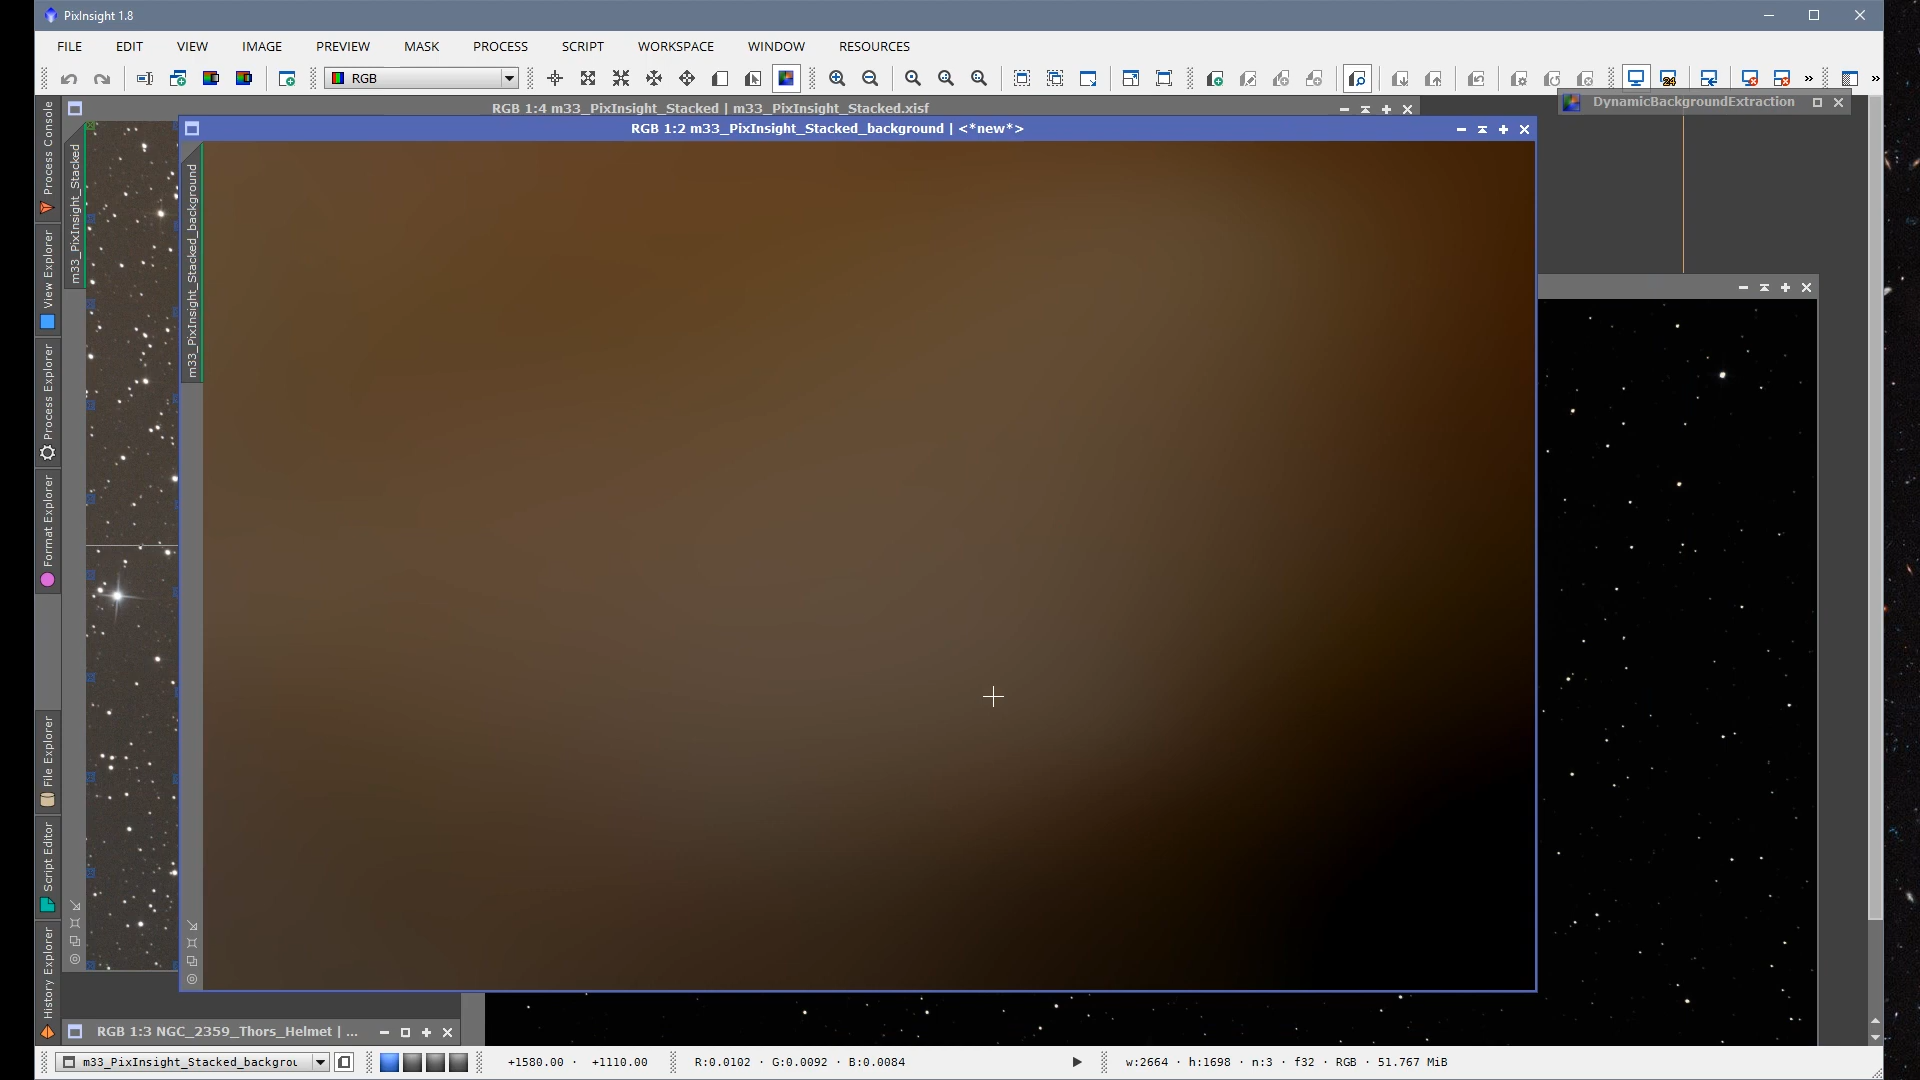 PixInsight 1.8
FILE EDIT VIEW IMAGE PREVIEW MASK PROCESS SCRIPT WORKSPACE WINDOW RESOURCES
RGB
24
RGB 1:4 m33_PixInsight_Stacked | m33_PixInsight_Stacked.xisf
DynamicBackgroundExtraction
RGB 1:2 m33_PixInsight_Stacked_background | <*new*>
Process Console
View Explorer
Process Explorer
Format Explorer
File Explorer
Script Editor
History Explorer
m33_PixInsight_Stacked
m33_PixInsight_Stacked_background
RGB 1:3 NGC_2359_Thors_Helmet | ...
m33_PixInsight_Stacked_backgrou
+1580.00 · +1110.00
R:0.0102 · G:0.0092 · B:0.0084
w:2664 · h:1698 · n:3 · f32 · RGB · 51.767 MiB